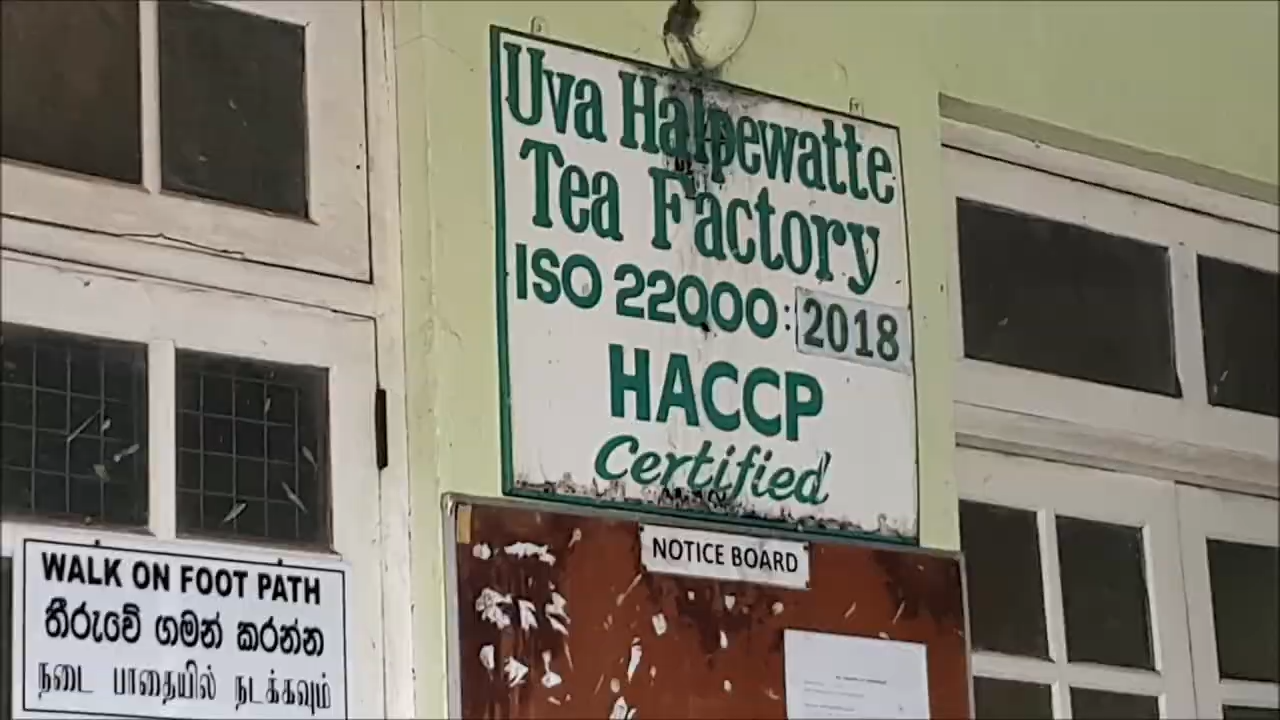 Uva Halpewatte
Tea Factory
ISO 22000:2018
HACCP
Certified
NOTICE BOARD
WALK ON FOOT PATH
තීරුවේ ගමන් කරන්න
நடை பாதையில் நடக்கவும்